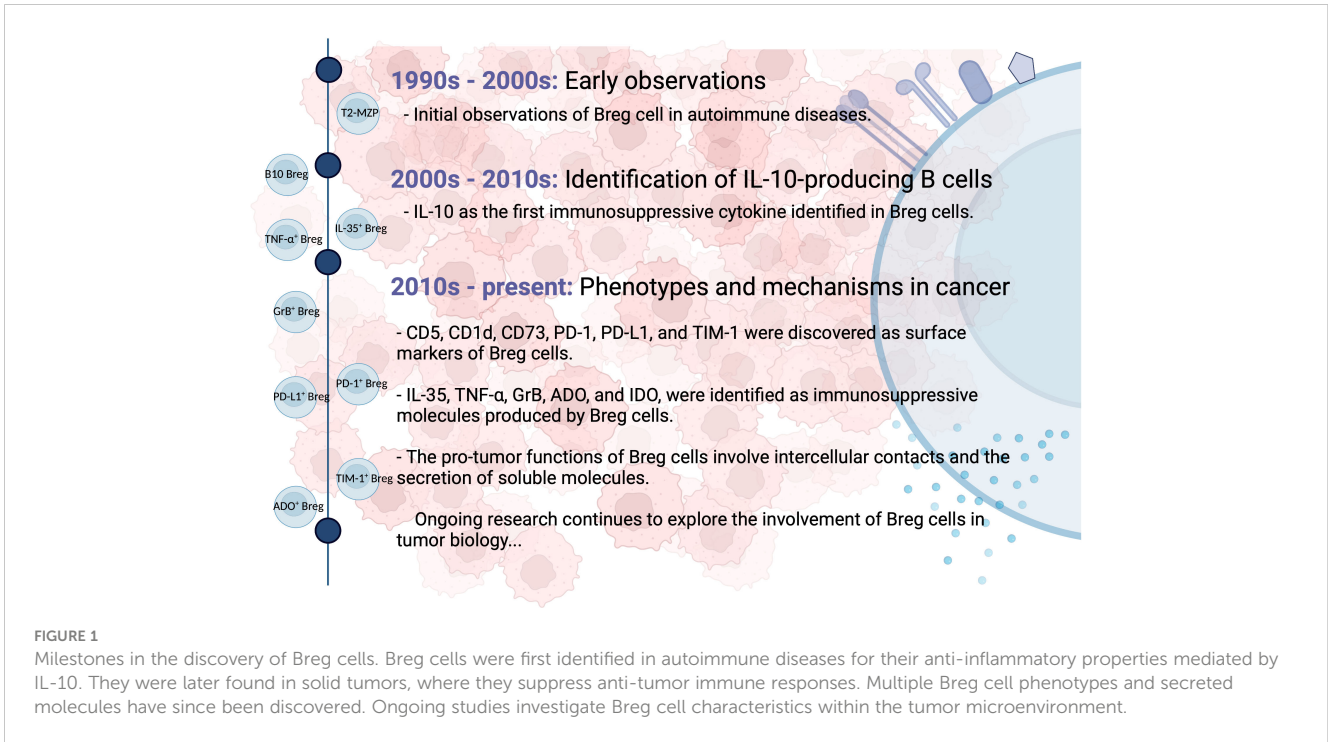 1990s - 2000s: Early observations
T2-MZP
- Initial observations of Breg cell in autoimmune diseases.
B10 Breg
2000s - 2010s: Identification of IL-10-producing B cells
- IL-10 as the first immunosuppressive cytokine identified in Breg cells.
IL-35⁺ Breg
TNF-α⁺ Breg
2010s - present: Phenotypes and mechanisms in cancer
GrB⁺ Breg
- CD5, CD1d, CD73, PD-1, PD-L1, and TIM-1 were discovered as surface
markers of Breg cells.
PD-1⁺ Breg
PD-L1⁺ Breg
- IL-35, TNF-α, GrB, ADO, and IDO, were identified as immunosuppressive
molecules produced by Breg cells.
- The pro-tumor functions of Breg cells involve intercellular contacts and the
secretion of soluble molecules.
TIM-1⁺ Breg
ADO⁺ Breg
Ongoing research continues to explore the involvement of Breg cells in
tumor biology...
FIGURE 1
Milestones in the discovery of Breg cells. Breg cells were first identified in autoimmune diseases for their anti-inflammatory properties mediated by
IL-10. They were later found in solid tumors, where they suppress anti-tumor immune responses. Multiple Breg cell phenotypes and secreted
molecules have since been discovered. Ongoing studies investigate Breg cell characteristics within the tumor microenvironment.